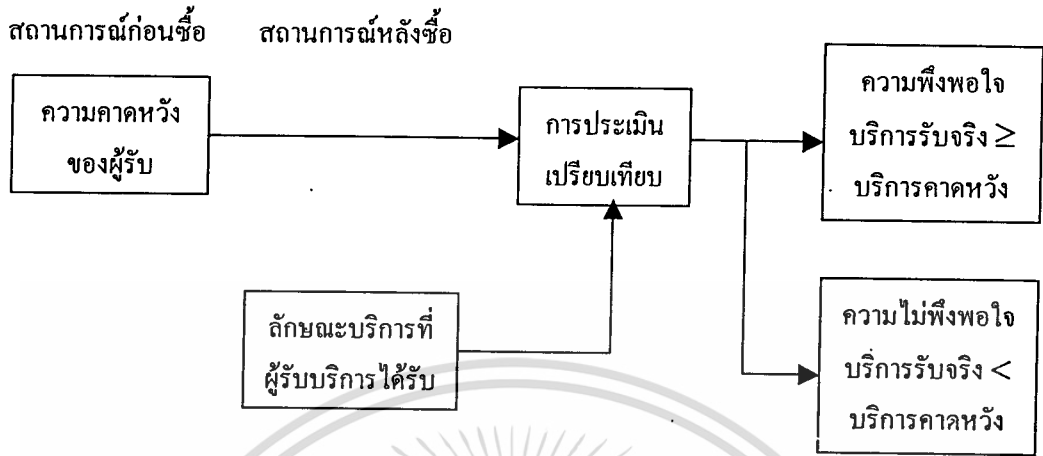 สถานการณ์ก่อนซื้อ สถานการณ์หลังซื้อ
ความคาดหวัง
ของผู้รับ
การประเมิน
เปรียบเทียบ
ความพึงพอใจ
บริการรับจริง ≥
บริการคาดหวัง
ลักษณะบริการที่
ผู้รับบริการได้รับ
ความไม่พึงพอใจ
บริการรับจริง <
บริการคาดหวัง